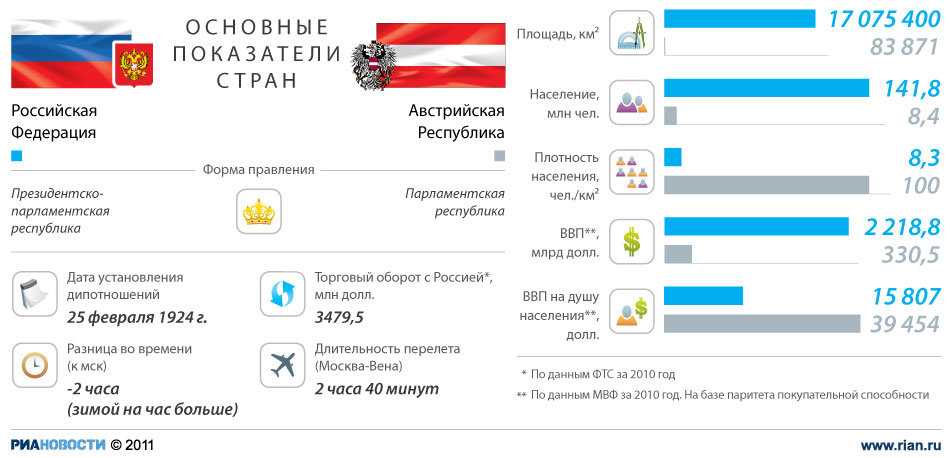 ОСНОВНЫЕ
ПОКАЗАТЕЛИ
СТРАН
Российская
Федерация
Австрийская
Республика
Форма правления
Президентско-
парламентская
республика
Парламентская
республика
Дата установления
дипотношений
25 февраля 1924 г.
Торговый оборот с Россией*,
млн долл.
3479,5
Разница во времени
(к мск)
-2 часа
(зимой на час больше)
Длительность перелета
(Москва-Вена)
2 часа 40 минут
Площадь, км²
17 075 400
83 871
Население,
млн чел.
141,8
8,4
Плотность
населения,
чел./км²
8,3
100
ВВП**,
млрд долл.
2 218,8
330,5
ВВП на душу
населения**,
долл.
15 807
39 454
* По данным ФТС за 2010 год
** По данным МВФ за 2010 год. На базе паритета покупательной способности
РИАНОВОСТИ © 2011
www.rian.ru